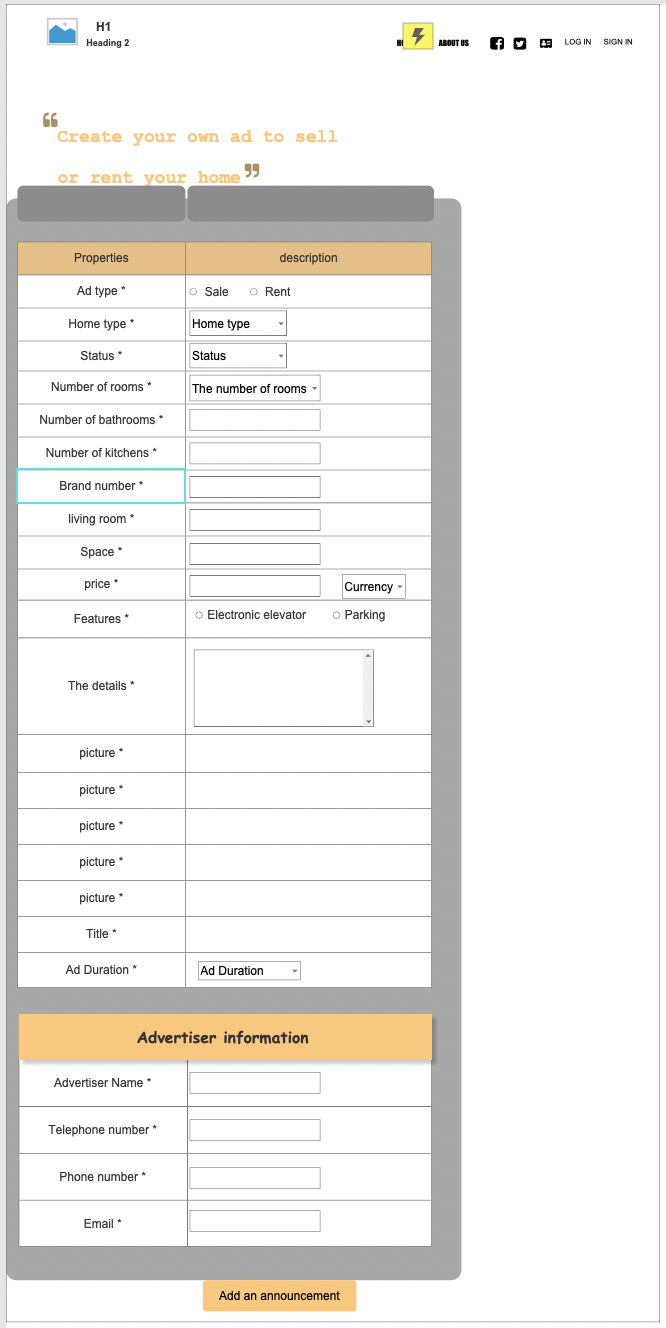 H1
Heading 2
ABOUT US
LOG IN
SIGN IN
“Create your own ad to sell
or rent your home”
Properties description
Ad type * Sale Rent
Home type * Home type
Status * Status
Number of rooms * The number of rooms
Number of bathrooms *
Number of kitchens *
Brand number *
living room *
Space *
price * Currency
Features * Electronic elevator Parking
The details *
picture *
picture *
picture *
picture *
picture *
Title *
Ad Duration * Ad Duration
Advertiser information
Advertiser Name *
Telephone number *
Phone number *
Email *
Add an announcement